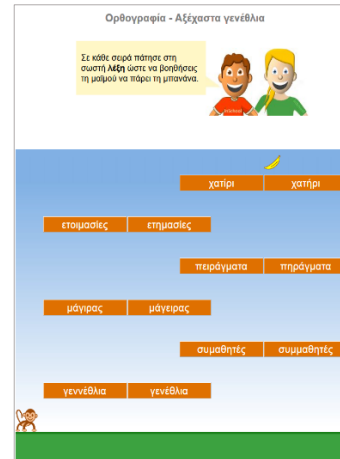 Ορθογραφία - Αξέχαστα γενέθλια
Σε κάθε σειρά πάτησε στη
σωστή λέξη ώστε να βοηθήσεις
τη μαϊμού να πάρει τη μπανάνα.
χατίρι χατήρι
ετοιμασίες ετημασίες
πειράγματα πηράγματα
μάγιρας μάγειρας
συμαθητές συμμαθητές
γεννέθλια γενέθλια